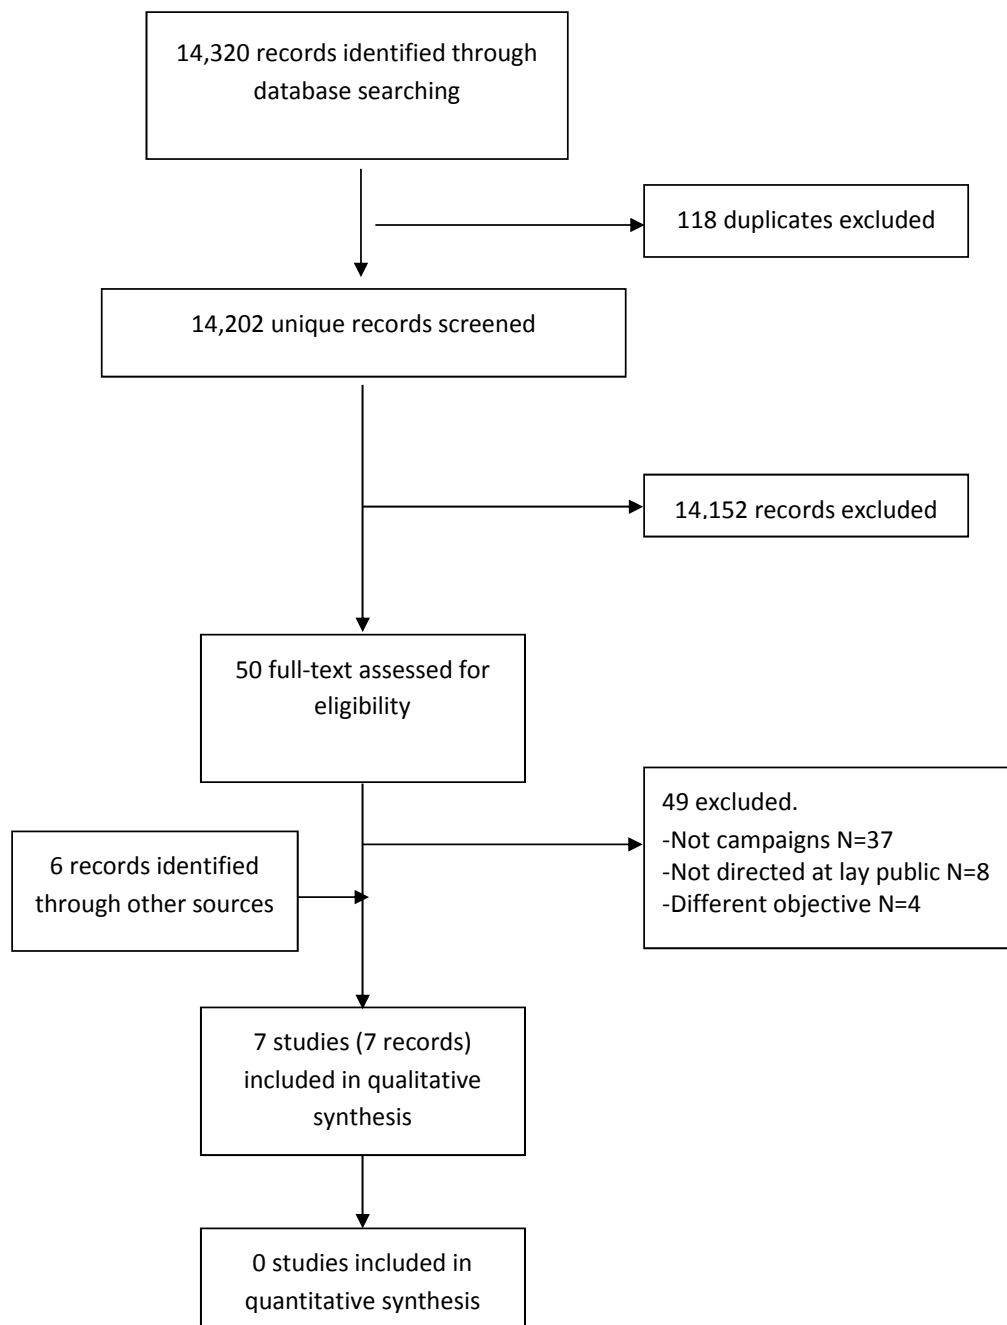 14,320 records identified through
database searching
118 duplicates excluded
14,202 unique records screened
14,152 records excluded
50 full-text assessed for
eligibility
49 excluded.
-Not campaigns N=37
-Not directed at lay public N=8
-Different objective N=4
6 records identified
through other sources
7 studies (7 records)
included in qualitative
synthesis
0 studies included in
quantitative synthesis